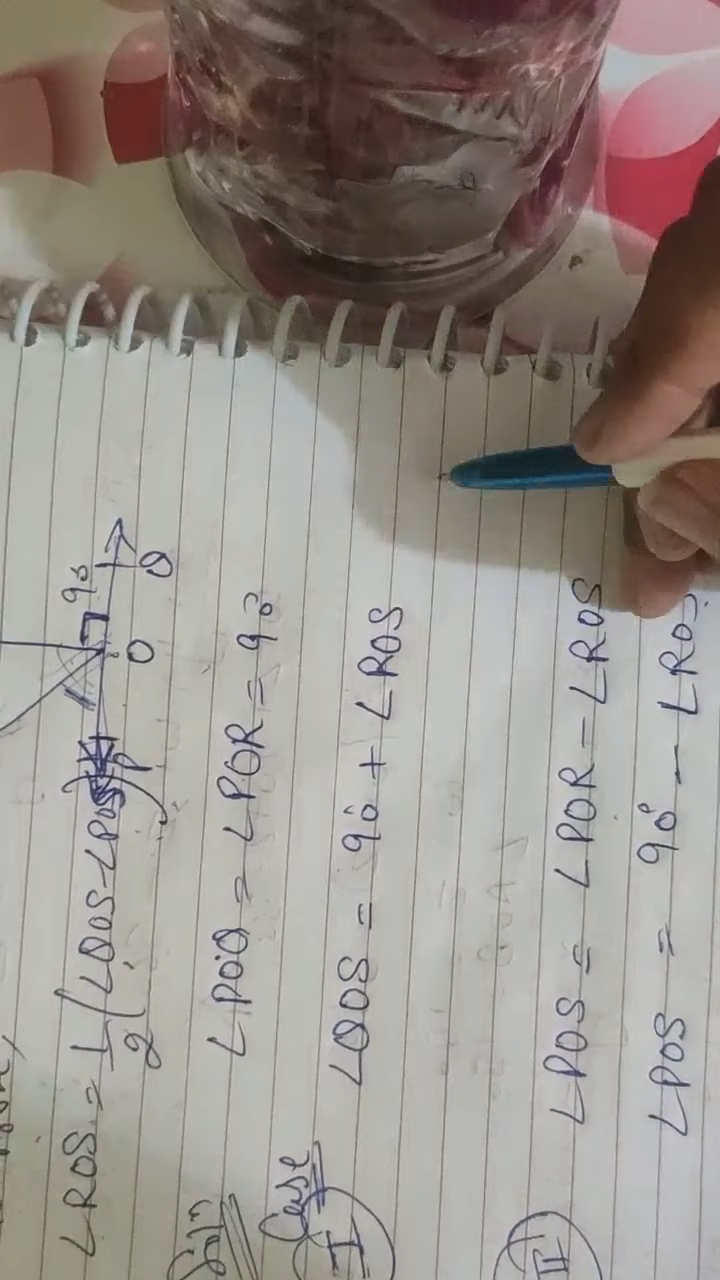 ∠ROS = 1/2 (∠QOS - ∠POS)
90°
O
Q
P
Soln
∠POQ = ∠POR = 90°
Case
I
∠QOS = 90° + ∠ROS
II
∠POS = ∠POR - ∠ROS
∠POS = 90° - ∠ROS